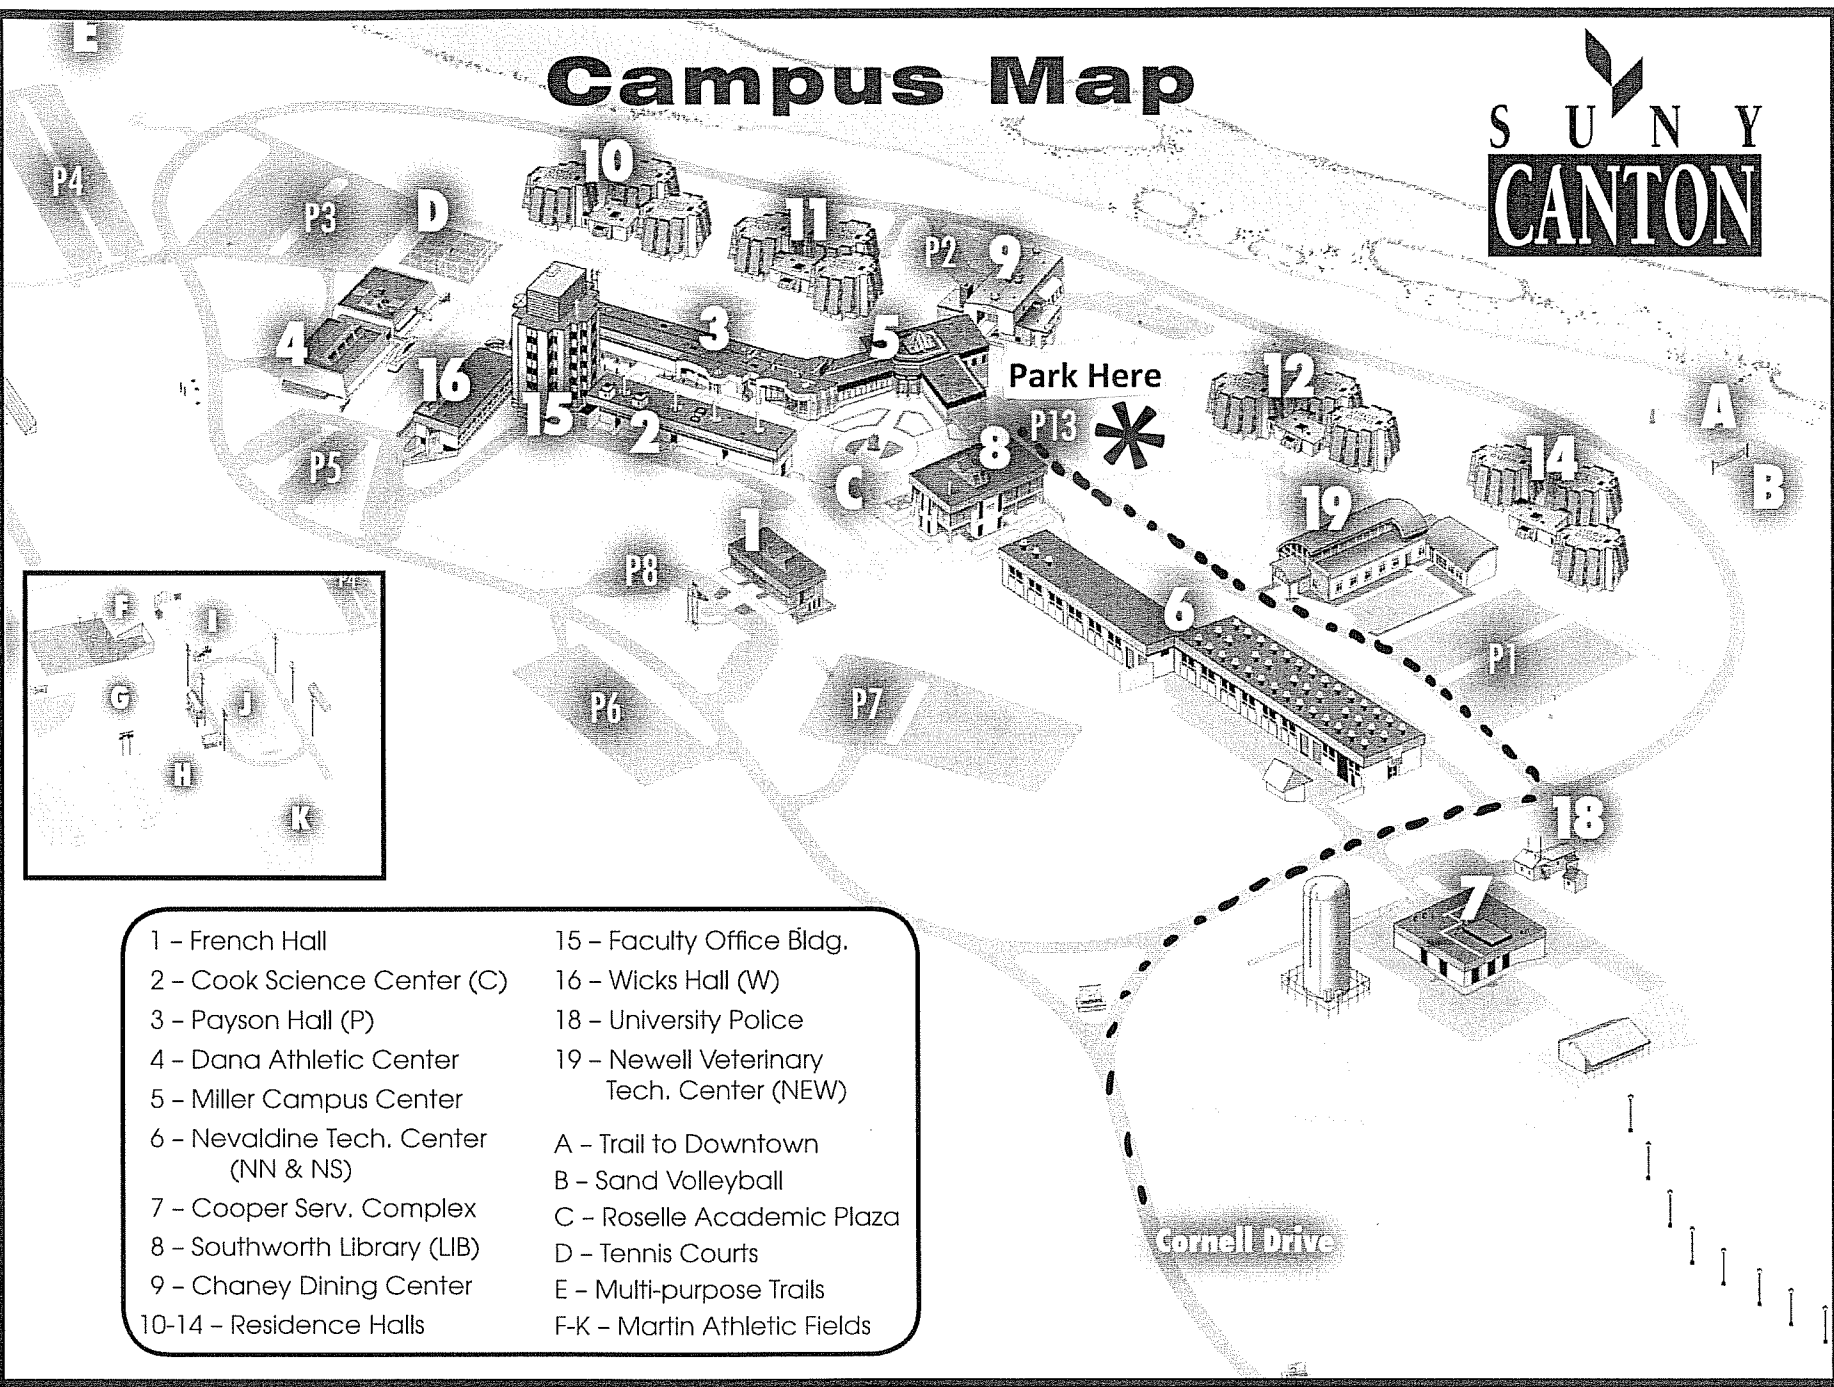 Campus Map
SUNY
CANTON
E
P4
P3
D
10
11
P2
9
4
16
3
5
15
2
Park Here
P13
8
C
12
A
14
B
19
P5
1
P8
6
P1
P6
P7
18
7
P4
F
I
G
J
H
K
1 – French Hall
2 – Cook Science Center (C)
3 – Payson Hall (P)
4 – Dana Athletic Center
5 – Miller Campus Center
6 – Nevaldine Tech. Center
(NN & NS)
7 – Cooper Serv. Complex
8 – Southworth Library (LIB)
9 – Chaney Dining Center
10-14 – Residence Halls
15 – Faculty Office Bldg.
16 – Wicks Hall (W)
18 – University Police
19 – Newell Veterinary
Tech. Center (NEW)
A – Trail to Downtown
B – Sand Volleyball
C – Roselle Academic Plaza
D – Tennis Courts
E – Multi-purpose Trails
F-K – Martin Athletic Fields
Cornell Drive